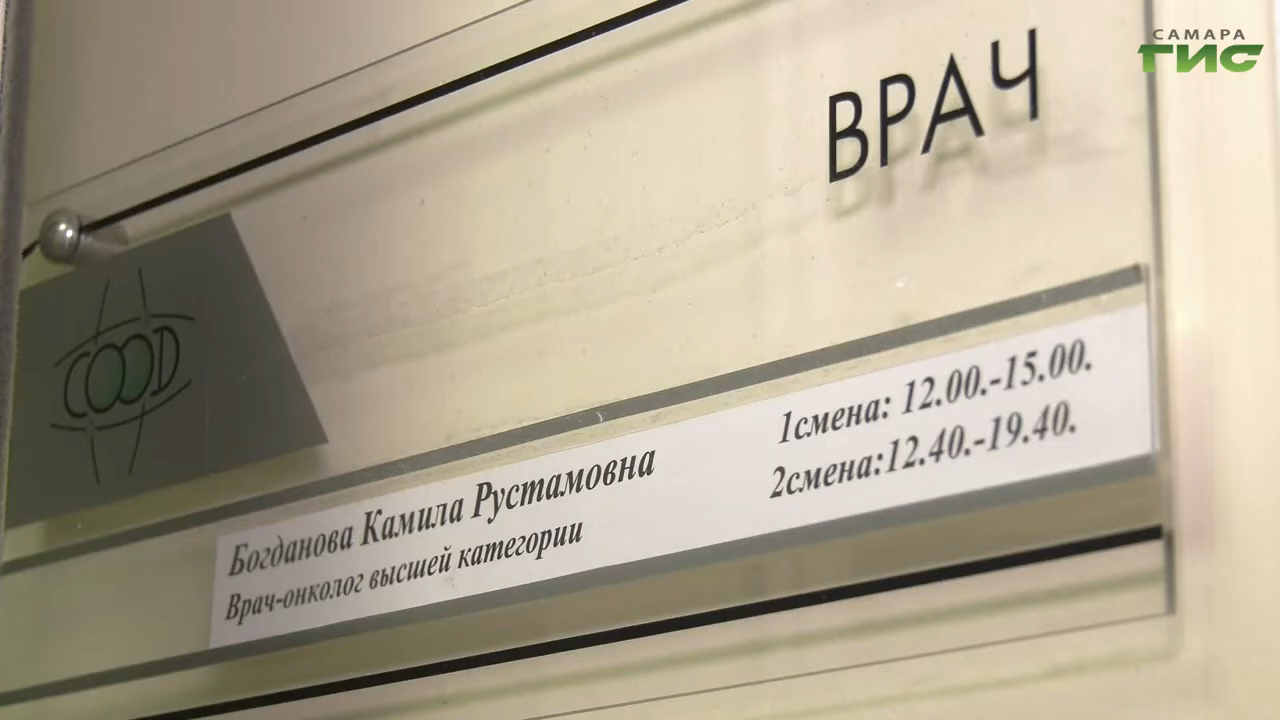 САМАРА
ГИС
ВРАЧ
СООД
1смена: 12.00.-15.00.
2смена:12.40.-19.40.
Богданова Камила Рустамовна
Врач-онколог высшей категории